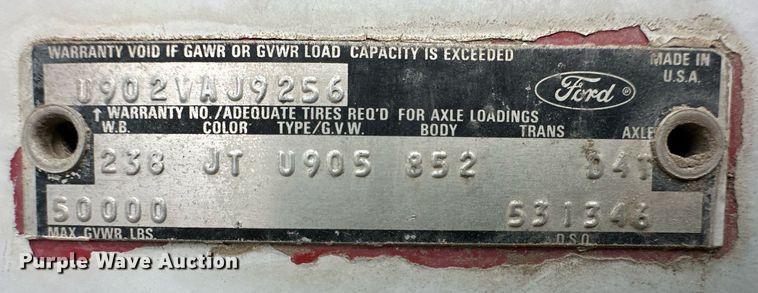 WARRANTY VOID IF GAWR OR GVWR LOAD CAPACITY IS EXCEEDED
MADE IN
U.S.A.
U902VAJ9256
Ford®
↑ WARRANTY NO./ADEQUATE TIRES REQ'D FOR AXLE LOADINGS
W.B. COLOR TYPE/G.V.W. BODY TRANS AXLE
238 JT U905 852 D4T
50000 531346
MAX. GVWR LBS D.S.O.
Purple Wave Auction